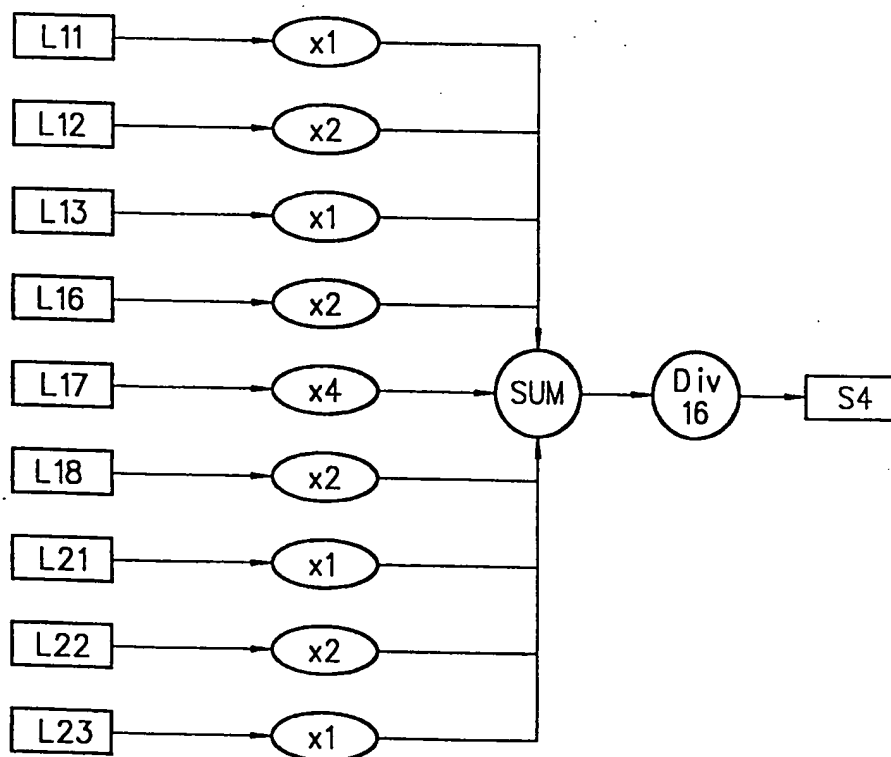 L11 x1
L12 x2
L13 x1
L16 x2
L17 x4 SUM Div 16 S4
L18 x2
L21 x1
L22 x2
L23 x1